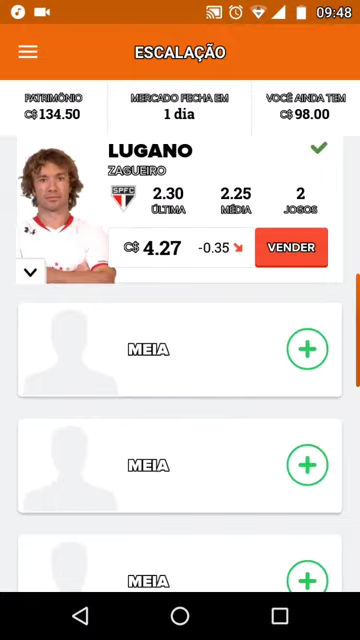 09:48
ESCALAÇÃO
PATRIMÔNIO
C$ 134.50
MERCADO FECHA EM
1 dia
VOCÊ AINDA TEM
C$ 98.00
LUGANO
ZAGUEIRO
SPFC
2.30
ÚLTIMA
2.25
MÉDIA
2
JOGOS
C$ 4.27
-0.35
VENDER
MEIA
MEIA
MEIA